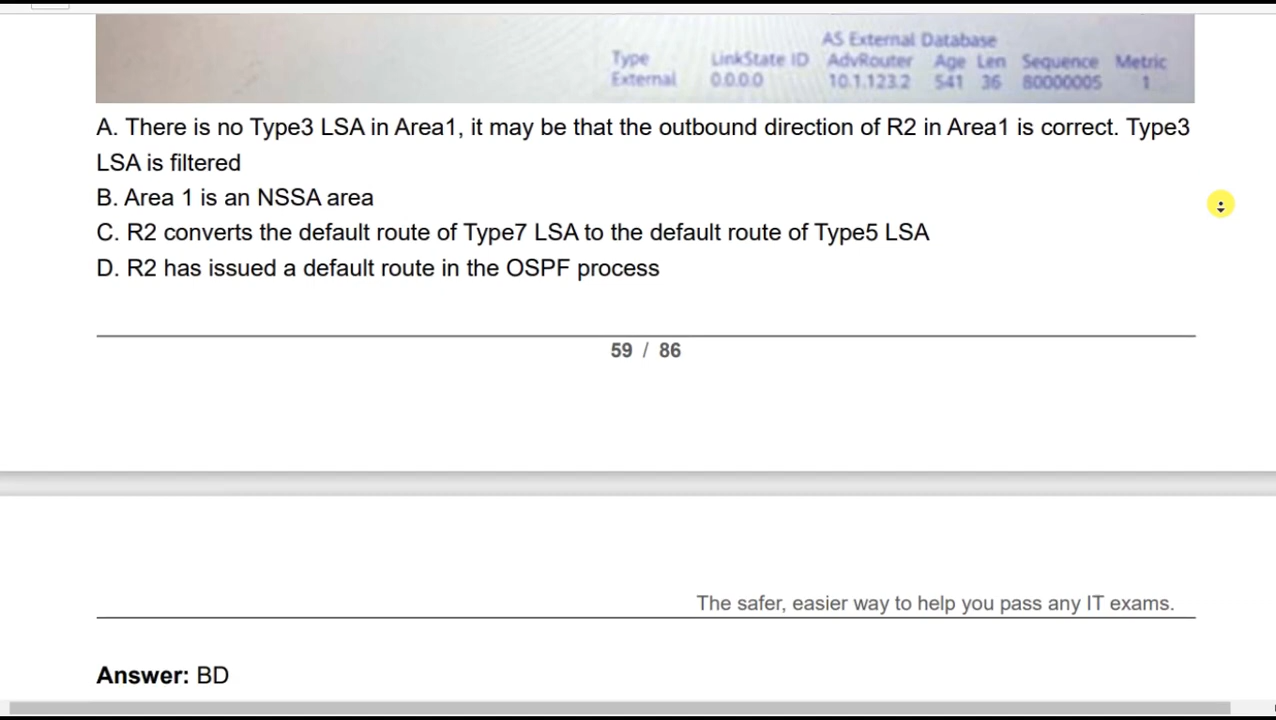 AS External Database
Type LinkState ID AdvRouter Age Len Sequence Metric
External 0.0.0.0 10.1.123.2 541 36 80000005 1
A. There is no Type3 LSA in Area1, it may be that the outbound direction of R2 in Area1 is correct. Type3
LSA is filtered
B. Area 1 is an NSSA area
C. R2 converts the default route of Type7 LSA to the default route of Type5 LSA
D. R2 has issued a default route in the OSPF process
59 / 86
The safer, easier way to help you pass any IT exams.
Answer: BD